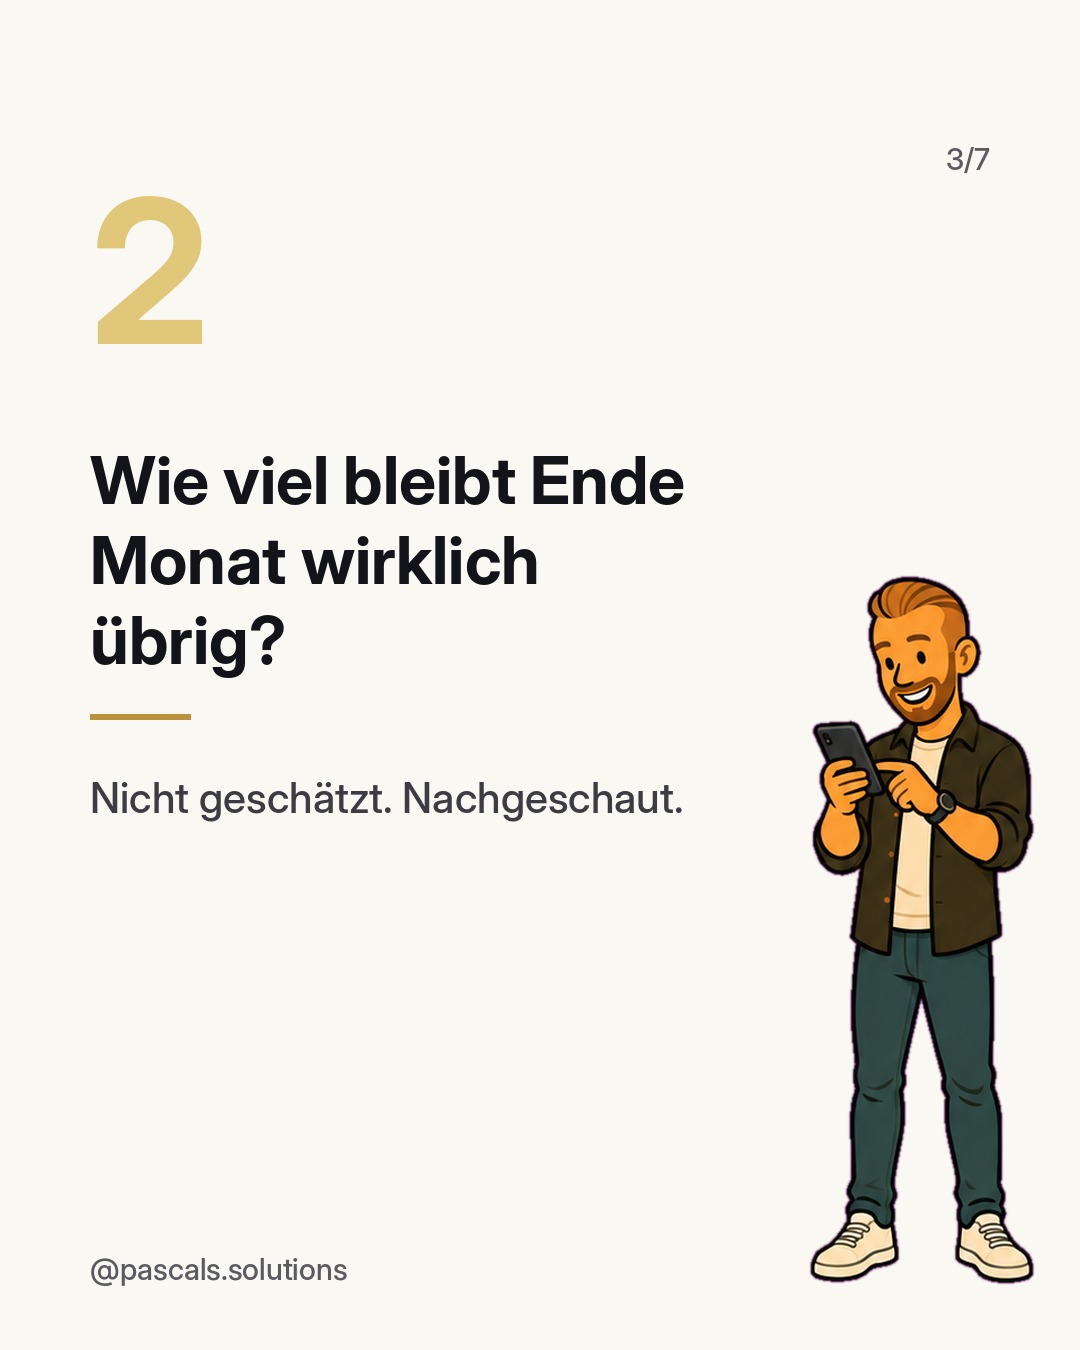 3/7
2
Wie viel bleibt Ende
Monat wirklich
übrig?
Nicht geschätzt. Nachgeschaut.
@pascals.solutions